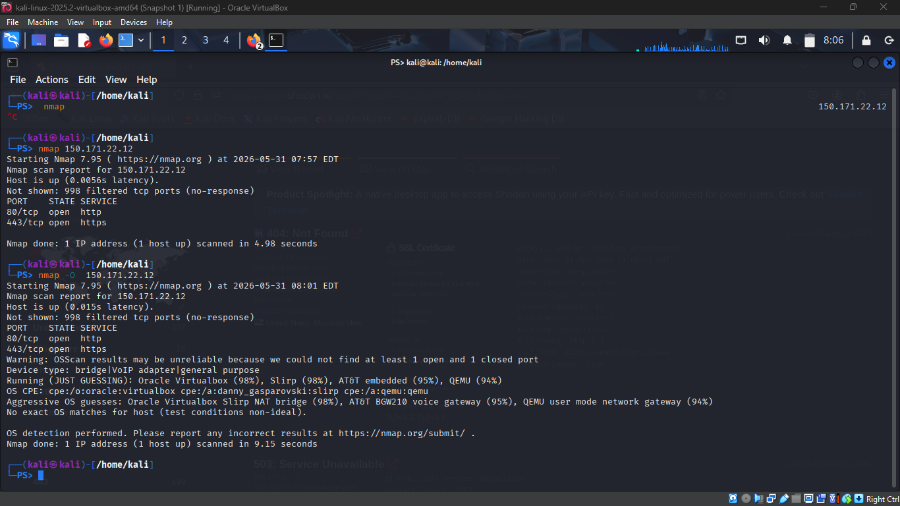 kali-linux-2025.2-virtualbox-amd64 (Snapshot 1) [Running] - Oracle VirtualBox
File Machine View Input Devices Help
1 2 3 4 2 8:06
PS> kali@kali: /home/kali
File Actions Edit View Help
┌──(kali㉿kali)-[/home/kali]
└─PS> nmap 150.171.22.12
^C
┌──(kali㉿kali)-[/home/kali]
└─PS> nmap 150.171.22.12
Starting Nmap 7.95 ( https://nmap.org ) at 2026-05-31 07:57 EDT
Nmap scan report for 150.171.22.12
Host is up (0.0056s latency).
Not shown: 998 filtered tcp ports (no-response)
PORT    STATE SERVICE
80/tcp  open  http
443/tcp open  https
Nmap done: 1 IP address (1 host up) scanned in 4.98 seconds
404: Not Found
SSL Certificate
┌──(kali㉿kali)-[/home/kali]
└─PS> nmap -O  150.171.22.12
Starting Nmap 7.95 ( https://nmap.org ) at 2026-05-31 08:01 EDT
Nmap scan report for 150.171.22.12
Host is up (0.015s latency).
Not shown: 998 filtered tcp ports (no-response)
PORT    STATE SERVICE
80/tcp  open  http
443/tcp open  https
Warning: OSScan results may be unreliable because we could not find at least 1 open and 1 closed port
Device type: bridge|VoIP adapter|general purpose
Running (JUST GUESSING): Oracle Virtualbox (98%), Slirp (98%), AT&T embedded (95%), QEMU (94%)
OS CPE: cpe:/o:oracle:virtualbox cpe:/a:danny_gasparovski:slirp cpe:/a:qemu:qemu
Aggressive OS guesses: Oracle Virtualbox Slirp NAT bridge (98%), AT&T BGW210 voice gateway (95%), QEMU user mode network gateway (94%)
No exact OS matches for host (test conditions non-ideal).
OS detection performed. Please report any incorrect results at https://nmap.org/submit/ .
Nmap done: 1 IP address (1 host up) scanned in 9.15 seconds
┌──(kali㉿kali)-[/home/kali]
└─PS>
503: Service Unavailable
Right Ctrl